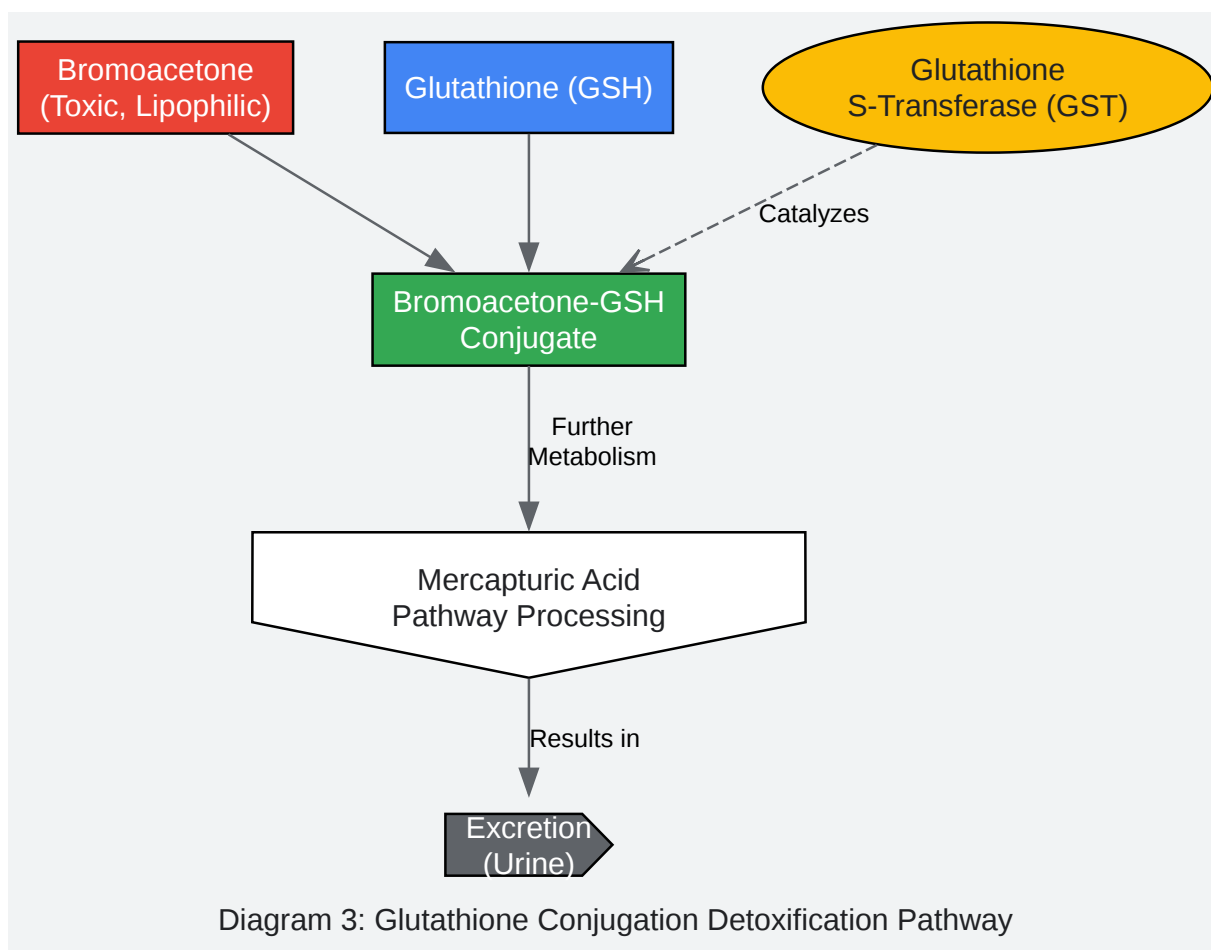 Bromoacetone
(Toxic, Lipophilic)
Glutathione (GSH)
Glutathione
S-Transferase (GST)
Catalyzes
Bromoacetone-GSH
Conjugate
Further
Metabolism
Mercapturic Acid
Pathway Processing
Results in
Excretion
(Urine)
Diagram 3: Glutathione Conjugation Detoxification Pathway